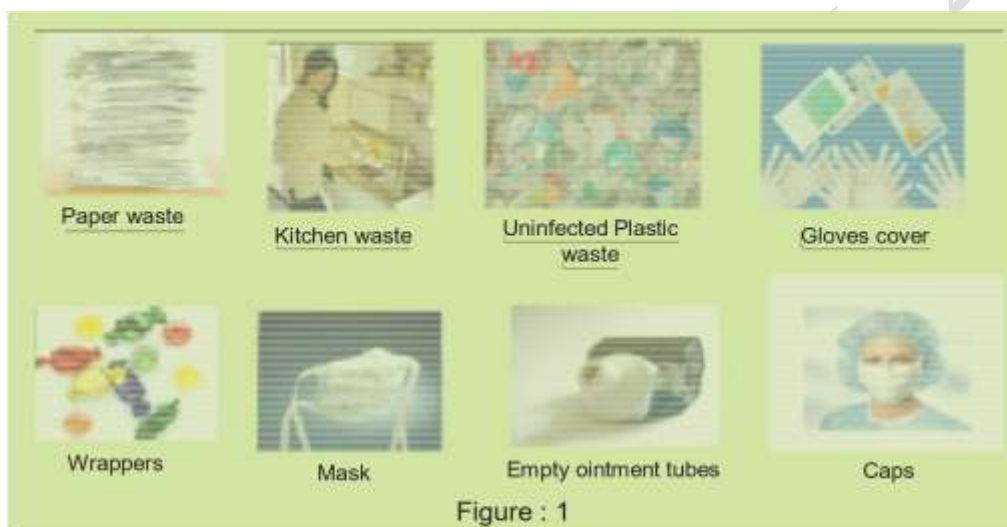 Paper waste
Kitchen waste
Uninfected Plastic
waste
Gloves cover
Wrappers
Mask
Empty ointment tubes
Caps
Figure : 1